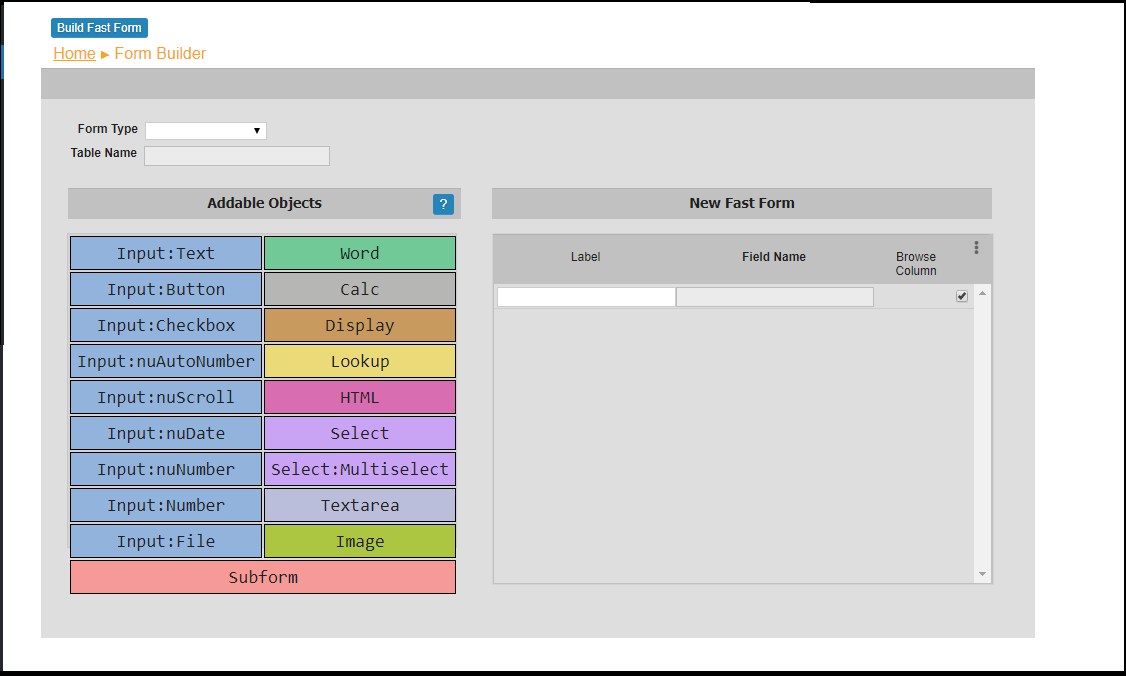 Build Fast Form
Home ▸ Form Builder
Form Type
Table Name
Addable Objects ?
Input:Text Word
Input:Button Calc
Input:Checkbox Display
Input:nuAutoNumber Lookup
Input:nuScroll HTML
Input:nuDate Select
Input:nuNumber Select:Multiselect
Input:Number Textarea
Input:File Image
Subform
New Fast Form
Label Field Name Browse
Column